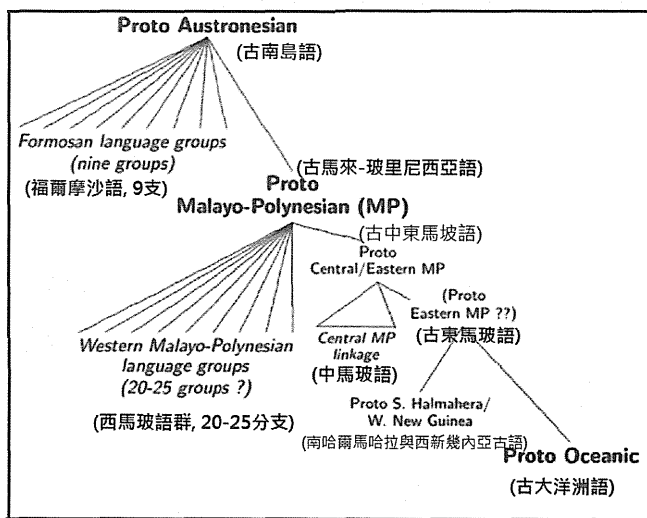 Proto Austronesian
(古南島語)
Formosan language groups
(nine groups)
(福爾摩沙語, 9支)
(古馬來-玻里尼西亞語)
Proto
Malayo-Polynesian (MP)
(古中東馬坡語)
Proto
Central/Eastern MP
(Proto
Eastern MP ??)
(古東馬玻語)
Western Malayo-Polynesian
language groups
(20-25 groups ?)
(西馬玻語群, 20-25分支)
Central MP
linkage
(中馬玻語)
Proto S. Halmahera/
W. New Guinea
(南哈爾馬哈拉與西新幾內亞古語)
Proto Oceanic
(古大洋洲語)